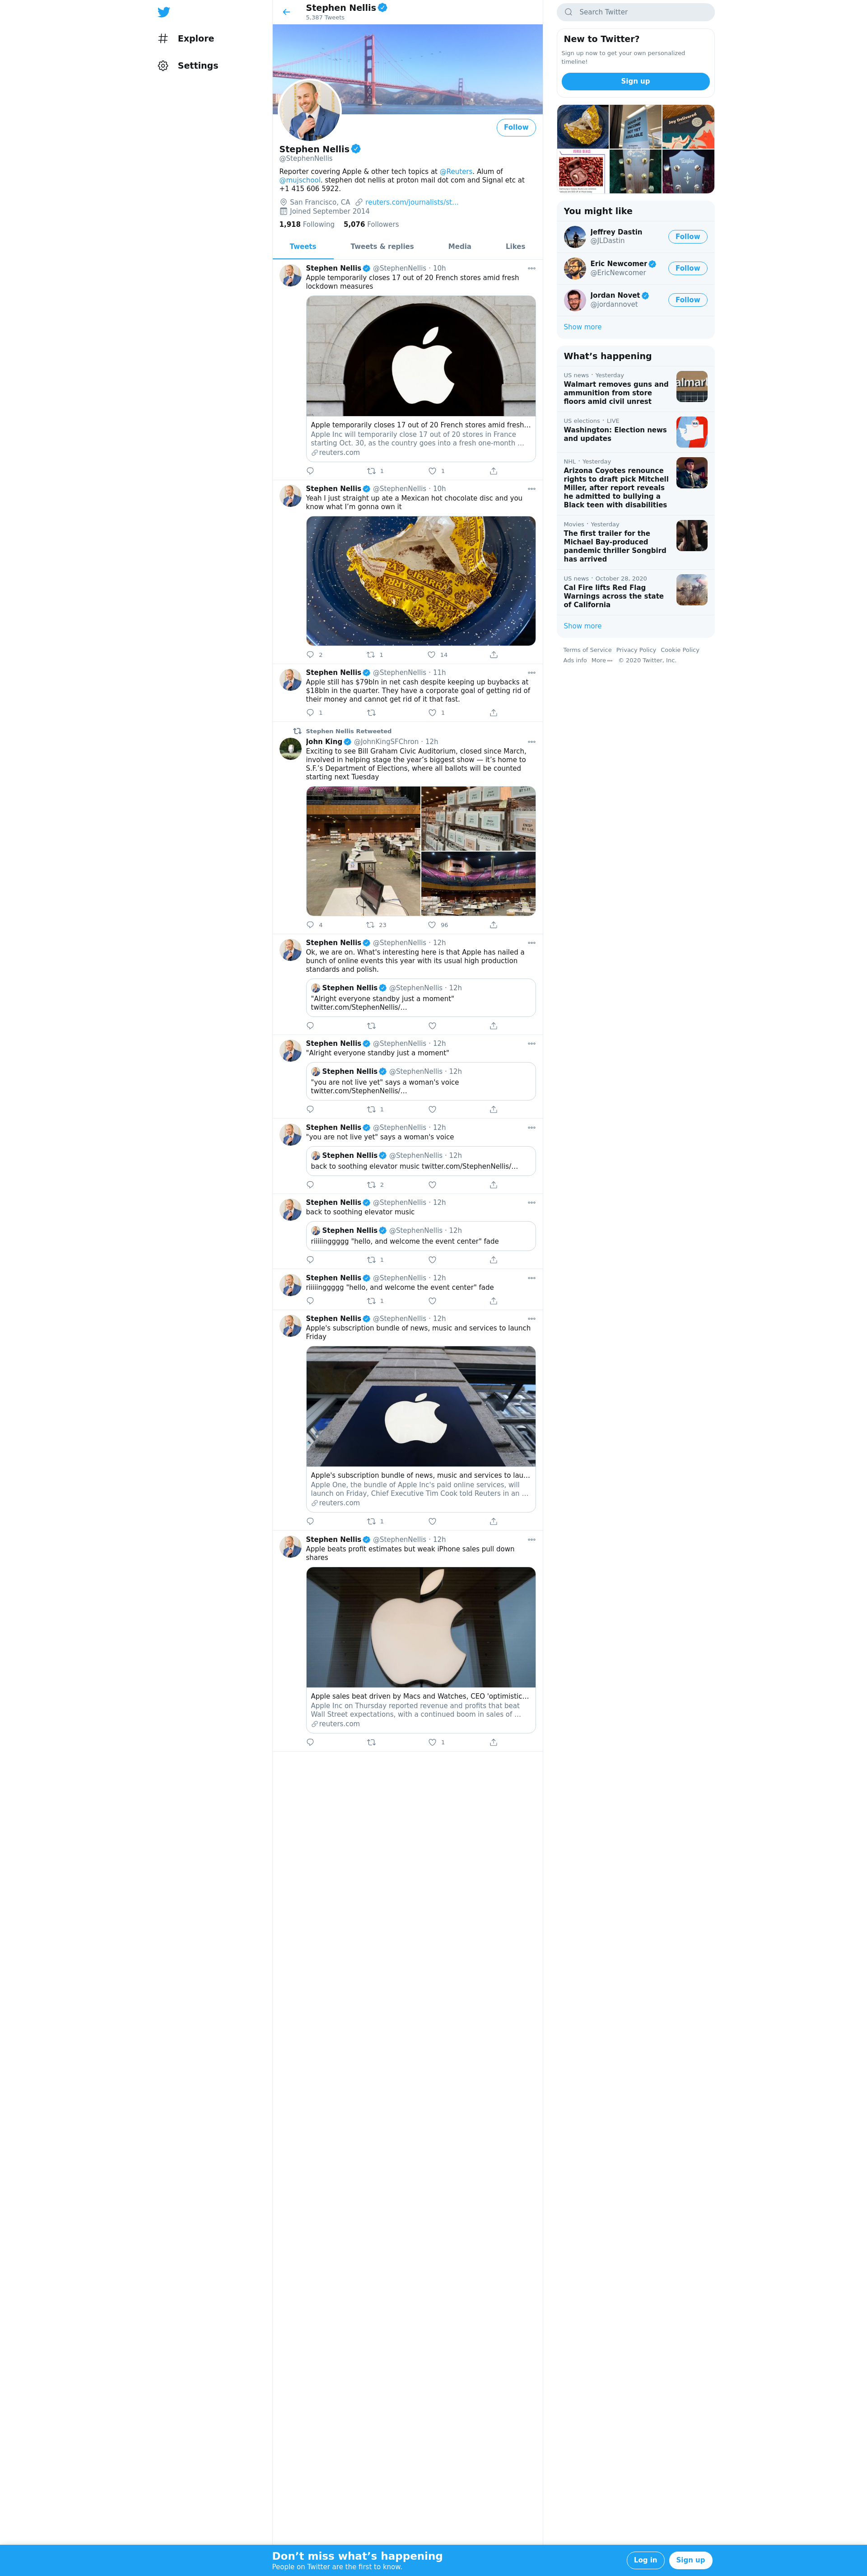 Explore
Settings
Stephen Nellis
5,387 Tweets
Follow
Stephen Nellis
@StephenNellis
Reporter covering Apple & other tech topics at @Reuters. Alum of
@mujschool. stephen dot nellis at proton mail dot com and Signal etc at
+1 415 606 5922.
San Francisco, CA reuters.com/journalists/st…
Joined September 2014
1,918 Following 5,076 Followers
Tweets Tweets & replies Media Likes
Stephen Nellis @StephenNellis · 10h
Apple temporarily closes 17 out of 20 French stores amid fresh
lockdown measures
Apple temporarily closes 17 out of 20 French stores amid fresh…
Apple Inc will temporarily close 17 out of 20 stores in France
starting Oct. 30, as the country goes into a fresh one-month …
reuters.com
1 1
Stephen Nellis @StephenNellis · 10h
Yeah I just straight up ate a Mexican hot chocolate disc and you
know what I'm gonna own it
2 1 14
Stephen Nellis @StephenNellis · 11h
Apple still has $79bln in net cash despite keeping up buybacks at
$18bln in the quarter. They have a corporate goal of getting rid of
their money and cannot get rid of it that fast.
1 1
Stephen Nellis Retweeted
John King @JohnKingSFChron · 12h
Exciting to see Bill Graham Civic Auditorium, closed since March,
involved in helping stage the year's biggest show — it's home to
S.F.'s Department of Elections, where all ballots will be counted
starting next Tuesday
4 23 96
Stephen Nellis @StephenNellis · 12h
Ok, we are on. What's interesting here is that Apple has nailed a
bunch of online events this year with its usual high production
standards and polish.
Stephen Nellis @StephenNellis · 12h
"Alright everyone standby just a moment"
twitter.com/StephenNellis/…
Stephen Nellis @StephenNellis · 12h
"Alright everyone standby just a moment"
Stephen Nellis @StephenNellis · 12h
"you are not live yet" says a woman's voice
twitter.com/StephenNellis/…
1
Stephen Nellis @StephenNellis · 12h
"you are not live yet" says a woman's voice
Stephen Nellis @StephenNellis · 12h
back to soothing elevator music twitter.com/StephenNellis/…
2
Stephen Nellis @StephenNellis · 12h
back to soothing elevator music
Stephen Nellis @StephenNellis · 12h
riiiiinggggg "hello, and welcome the event center" fade
1
Stephen Nellis @StephenNellis · 12h
riiiiinggggg "hello, and welcome the event center" fade
1
Stephen Nellis @StephenNellis · 12h
Apple's subscription bundle of news, music and services to launch
Friday
Apple's subscription bundle of news, music and services to lau…
Apple One, the bundle of Apple Inc's paid online services, will
launch on Friday, Chief Executive Tim Cook told Reuters in an …
reuters.com
1
Stephen Nellis @StephenNellis · 12h
Apple beats profit estimates but weak iPhone sales pull down
shares
Apple sales beat driven by Macs and Watches, CEO 'optimistic…
Apple Inc on Thursday reported revenue and profits that beat
Wall Street expectations, with a continued boom in sales of …
reuters.com
1
Search Twitter
New to Twitter?
Sign up now to get your own personalized
timeline!
Sign up
You might like
Jeffrey Dastin
@JLDastin
Follow
Eric Newcomer
@EricNewcomer
Follow
Jordan Novet
@jordannovet
Follow
Show more
What's happening
US news · Yesterday
Walmart removes guns and
ammunition from store
floors amid civil unrest
US elections · LIVE
Washington: Election news
and updates
NHL · Yesterday
Arizona Coyotes renounce
rights to draft pick Mitchell
Miller, after report reveals
he admitted to bullying a
Black teen with disabilities
Movies · Yesterday
The first trailer for the
Michael Bay-produced
pandemic thriller Songbird
has arrived
US news · October 28, 2020
Cal Fire lifts Red Flag
Warnings across the state
of California
Show more
Terms of Service Privacy Policy Cookie Policy
Ads info More © 2020 Twitter, Inc.
Don't miss what's happening
People on Twitter are the first to know.
Log in Sign up